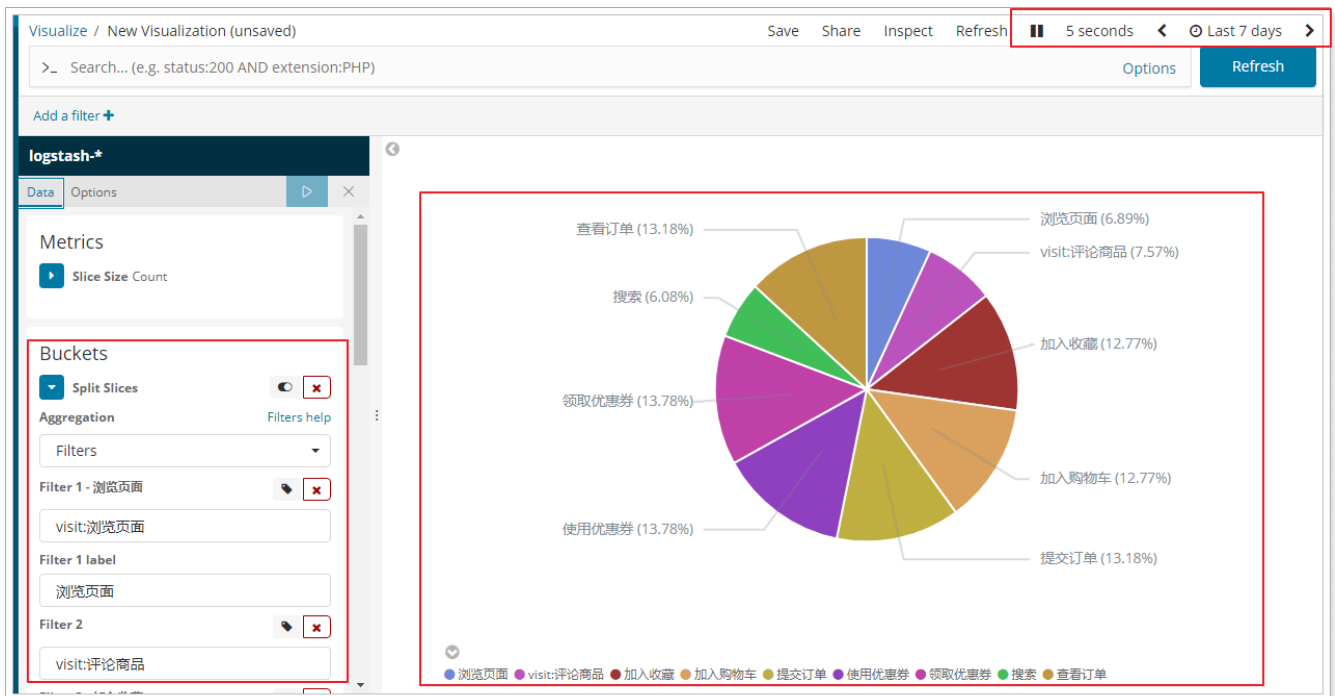 Visualize / New Visualization (unsaved) Save Share Inspect Refresh 5 seconds Last 7 days
>_ Search... (e.g. status:200 AND extension:PHP) Options Refresh
Add a filter
logstash-*
Data Options
Metrics
Slice Size Count
Buckets
Split Slices
Aggregation Filters help
Filters
Filter 1 - 浏览页面
visit:浏览页面
Filter 1 label
浏览页面
Filter 2
visit:评论商品
查看订单 (13.18%)
浏览页面 (6.89%)
visit:评论商品 (7.57%)
搜索 (6.08%)
加入收藏 (12.77%)
领取优惠券 (13.78%)
加入购物车 (12.77%)
使用优惠券 (13.78%)
提交订单 (13.18%)
浏览页面 visit:评论商品 加入收藏 加入购物车 提交订单 使用优惠券 领取优惠券 搜索 查看订单